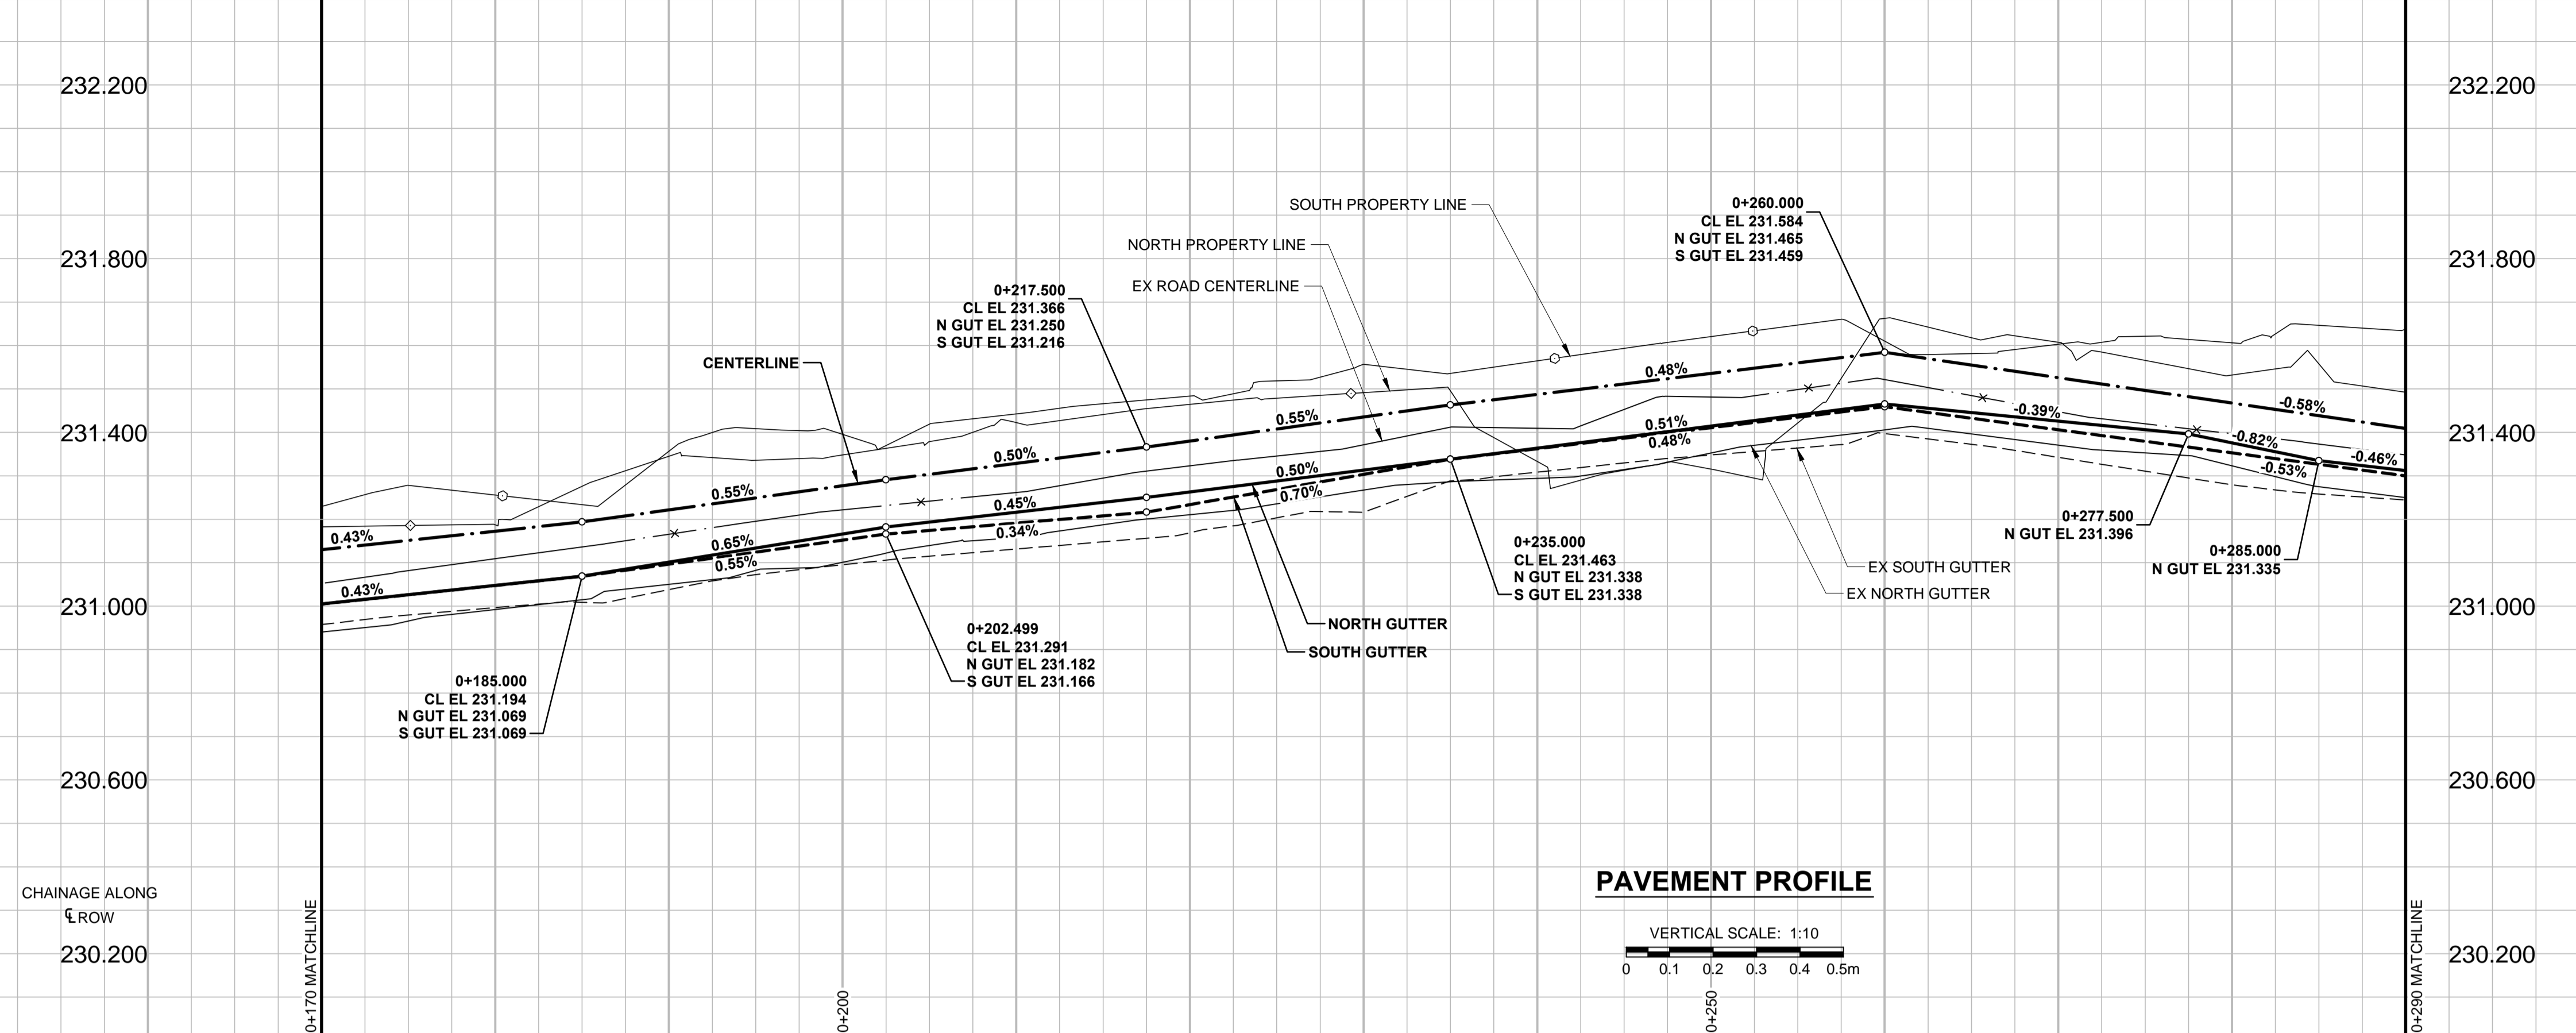 232.200
232.200
SOUTH PROPERTY LINE
0+260.000
CL EL 231.584
N GUT EL 231.465
S GUT EL 231.459
NORTH PROPERTY LINE
231.800
231.800
EX ROAD CENTERLINE
0+217.500
CL EL 231.366
N GUT EL 231.250
S GUT EL 231.216
CENTERLINE
0.48%
-0.58%
0.55%
-0.39%
0.51%
231.400
231.400
0.48%
-0.82%
0.50%
-0.46%
0.50%
-0.53%
0.70%
0.55%
0.45%
0.34%
0.43%
0.65%
0.55%
0.43%
0+277.500
N GUT EL 231.396
0+285.000
N GUT EL 231.335
0+235.000
CL EL 231.463
N GUT EL 231.338
S GUT EL 231.338
EX SOUTH GUTTER
EX NORTH GUTTER
231.000
231.000
NORTH GUTTER
SOUTH GUTTER
0+202.499
CL EL 231.291
N GUT EL 231.182
S GUT EL 231.166
0+185.000
CL EL 231.194
N GUT EL 231.069
S GUT EL 231.069
230.600
230.600
PAVEMENT PROFILE
CHAINAGE ALONG
℄ ROW
VERTICAL SCALE: 1:10
0 0.1 0.2 0.3 0.4 0.5m
230.200
230.200
0+170 MATCHLINE
0+200
0+250
0+290 MATCHLINE